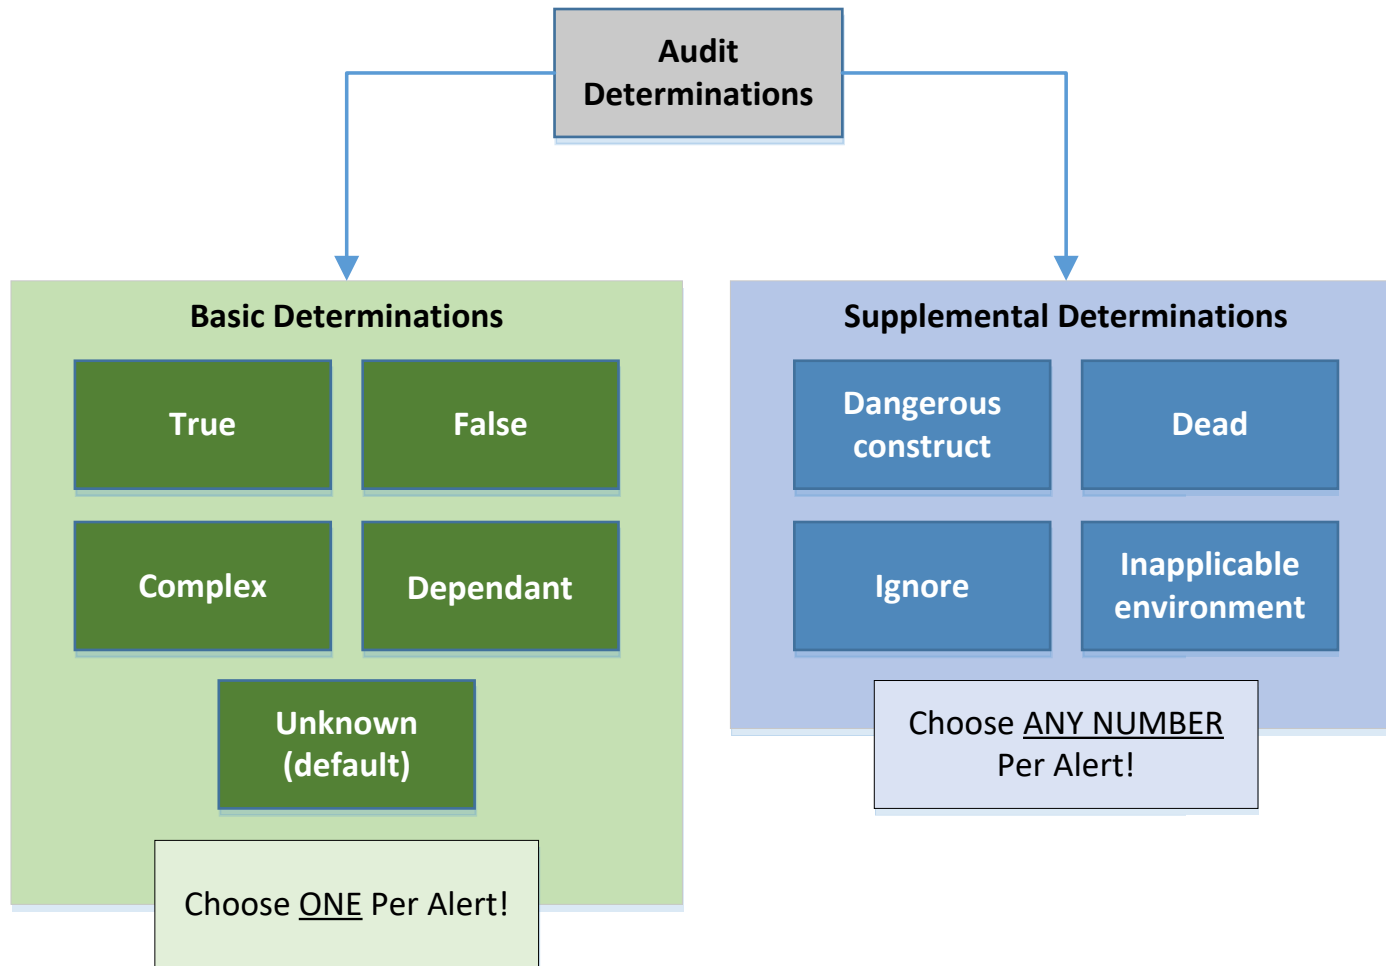 Audit
Determinations
Basic Determinations
True
False
Complex
Dependant
Unknown
(default)
Choose ONE Per Alert!
Supplemental Determinations
Dangerous
construct
Dead
Ignore
Inapplicable
environment
Choose ANY NUMBER
Per Alert!